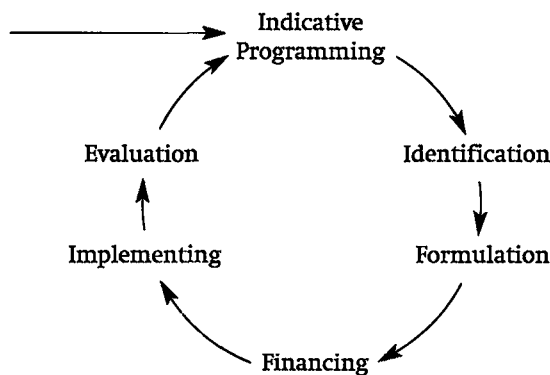 Indicative
Programming
Evaluation
Identification
Implementing
Formulation
Financing